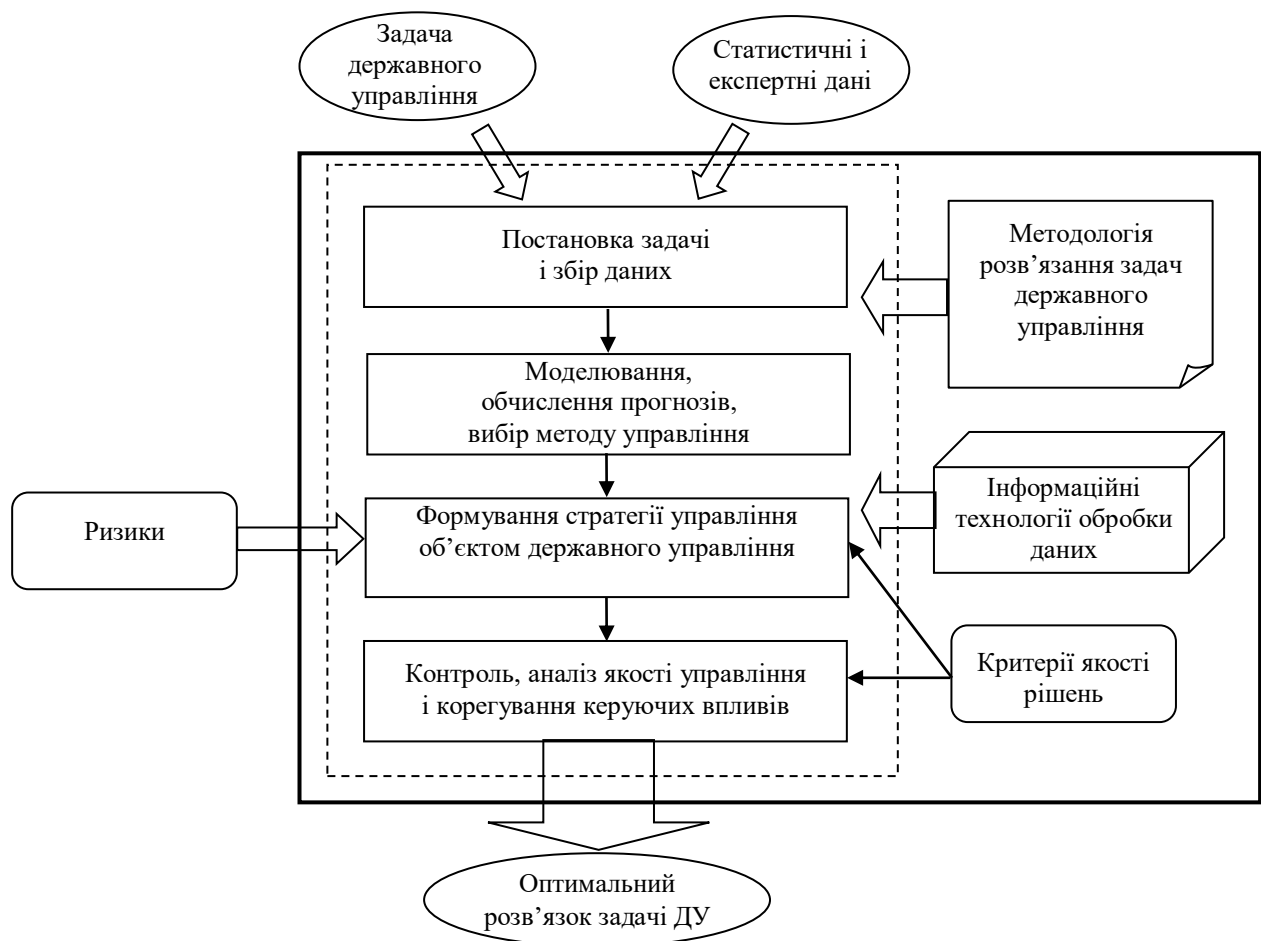 Задача
державного
управління
Статистичні і
експертні дані
Постановка задачі
і збір даних
Методологія
розв’язання задач
державного
управління
Моделювання,
обчислення прогнозів,
вибір методу управління
Ризики
Формування стратегії управління
об’єктом державного управління
Інформаційні
технології обробки
даних
Контроль, аналіз якості управління
і корегування керуючих впливів
Критерії якості
рішень
Оптимальний
розв’язок задачі ДУ